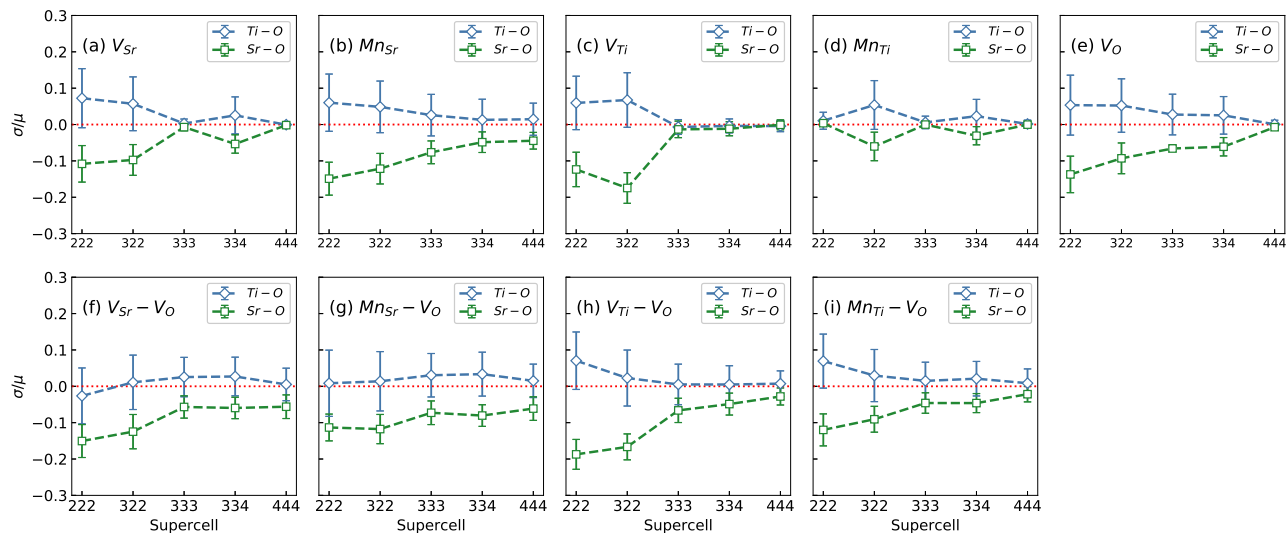 σ/μ
0.3
0.2
0.1
0.0
−0.1
−0.2
−0.3
(a) V_Sr
Ti − O
Sr − O
222 322 333 334 444
(b) Mn_Sr
Ti − O
Sr − O
222 322 333 334 444
(c) V_Ti
Ti − O
Sr − O
222 322 333 334 444
(d) Mn_Ti
Ti − O
Sr − O
222 322 333 334 444
(e) V_O
Ti − O
Sr − O
222 322 333 334 444
σ/μ
0.3
0.2
0.1
0.0
−0.1
−0.2
−0.3
(f) V_Sr − V_O
Ti − O
Sr − O
222 322 333 334 444
Supercell
(g) Mn_Sr − V_O
Ti − O
Sr − O
222 322 333 334 444
Supercell
(h) V_Ti − V_O
Ti − O
Sr − O
222 322 333 334 444
Supercell
(i) Mn_Ti − V_O
Ti − O
Sr − O
222 322 333 334 444
Supercell